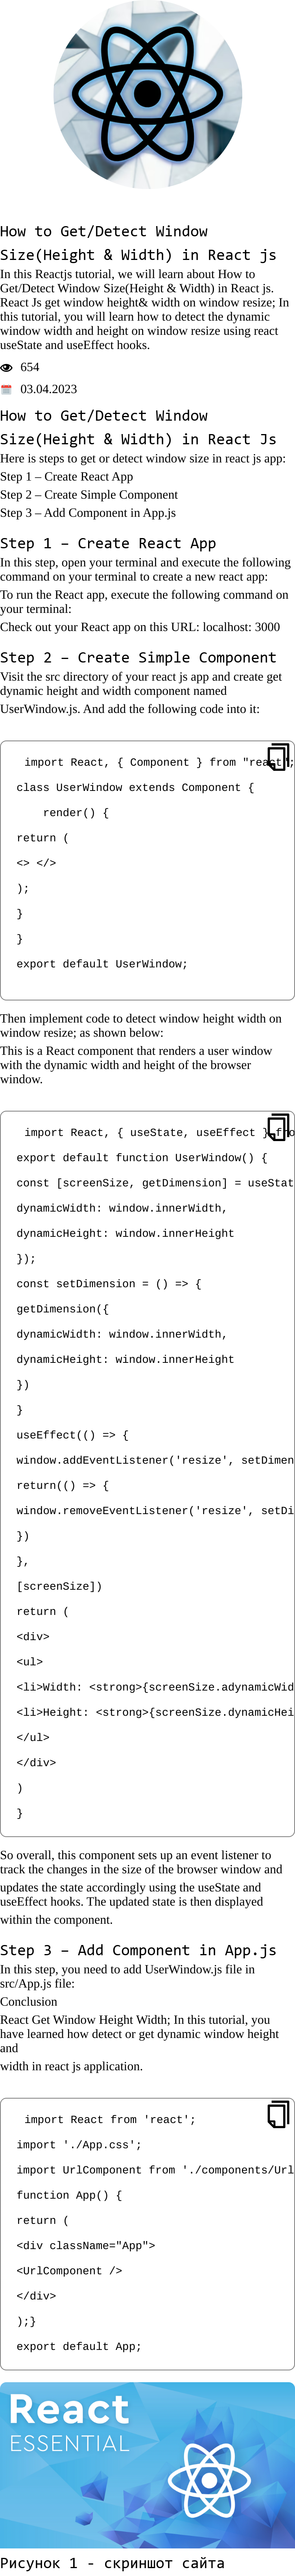 How to Get/Detect Window
Size(Height & Width) in React js
In this Reactjs tutorial, we will learn about How to
Get/Detect Window Size(Height & Width) in React js.
React Js get window height& width on window resize; In
this tutorial, you will learn how to detect the dynamic
window width and height on window resize using react
useState and useEffect hooks.
654
03.04.2023
How to Get/Detect Window
Size(Height & Width) in React Js
Here is steps to get or detect window size in react js app:
Step 1 – Create React App
Step 2 – Create Simple Component
Step 3 – Add Component in App.js
Step 1 – Create React App
In this step, open your terminal and execute the following
command on your terminal to create a new react app:
To run the React app, execute the following command on
your terminal:
Check out your React app on this URL: localhost: 3000
Step 2 – Create Simple Component
Visit the src directory of your react js app and create get
dynamic height and width component named
UserWindow.js. And add the following code into it:
import React, { Component } from "react";
class UserWindow extends Component {
render() {
return (
<> </>
);
}
}
export default UserWindow;
Then implement code to detect window height width on
window resize; as shown below:
This is a React component that renders a user window
with the dynamic width and height of the browser
window.
import React, { useState, useEffect } fro
export default function UserWindow() {
const [screenSize, getDimension] = useStat
dynamicWidth: window.innerWidth,
dynamicHeight: window.innerHeight
});
const setDimension = () => {
getDimension({
dynamicWidth: window.innerWidth,
dynamicHeight: window.innerHeight
})
}
useEffect(() => {
window.addEventListener('resize', setDimen
return(() => {
window.removeEventListener('resize', setDi
})
},
[screenSize])
return (
<div>
<ul>
<li>Width: <strong>{screenSize.adynamicWid
<li>Height: <strong>{screenSize.dynamicHei
</ul>
</div>
)
}
So overall, this component sets up an event listener to
track the changes in the size of the browser window and
updates the state accordingly using the useState and
useEffect hooks. The updated state is then displayed
within the component.
Step 3 – Add Component in App.js
In this step, you need to add UserWindow.js file in
src/App.js file:
Conclusion
React Get Window Height Width; In this tutorial, you
have learned how detect or get dynamic window height
and
width in react js application.
import React from 'react';
import './App.css';
import UrlComponent from './components/Url
function App() {
return (
<div className="App">
<UrlComponent />
</div>
);}
export default App;
React
ESSENTIAL
Рисунок 1 - скриншот сайта